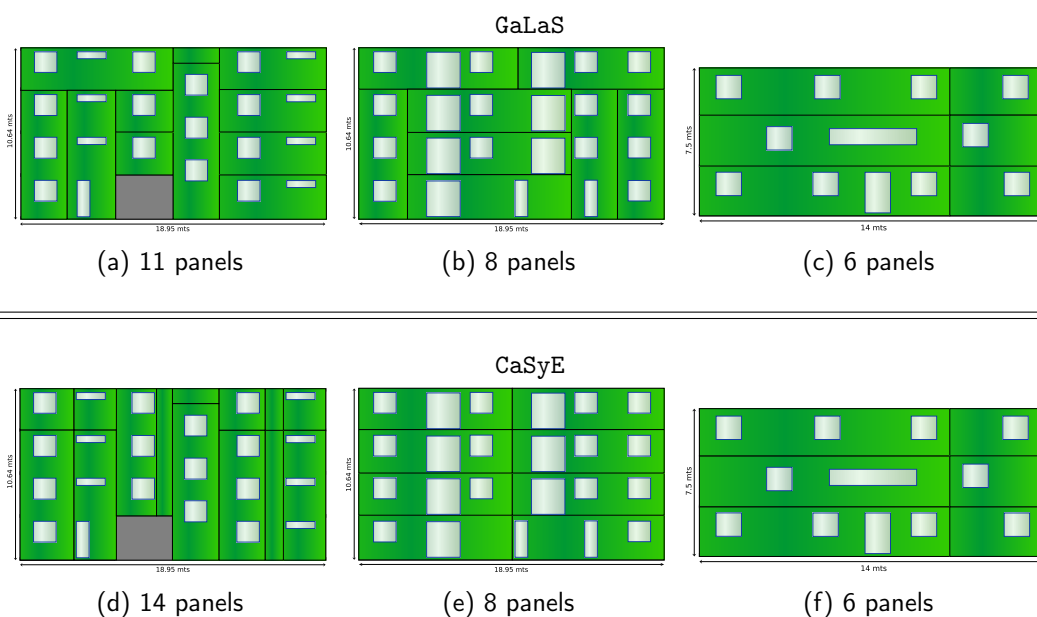 GaLaS
10.64 mts
18.95 mts
10.64 mts
18.95 mts
7.5 mts
14 mts
(a) 11 panels
(b) 8 panels
(c) 6 panels
CaSyE
10.64 mts
18.95 mts
10.64 mts
18.95 mts
7.5 mts
14 mts
(d) 14 panels
(e) 8 panels
(f) 6 panels